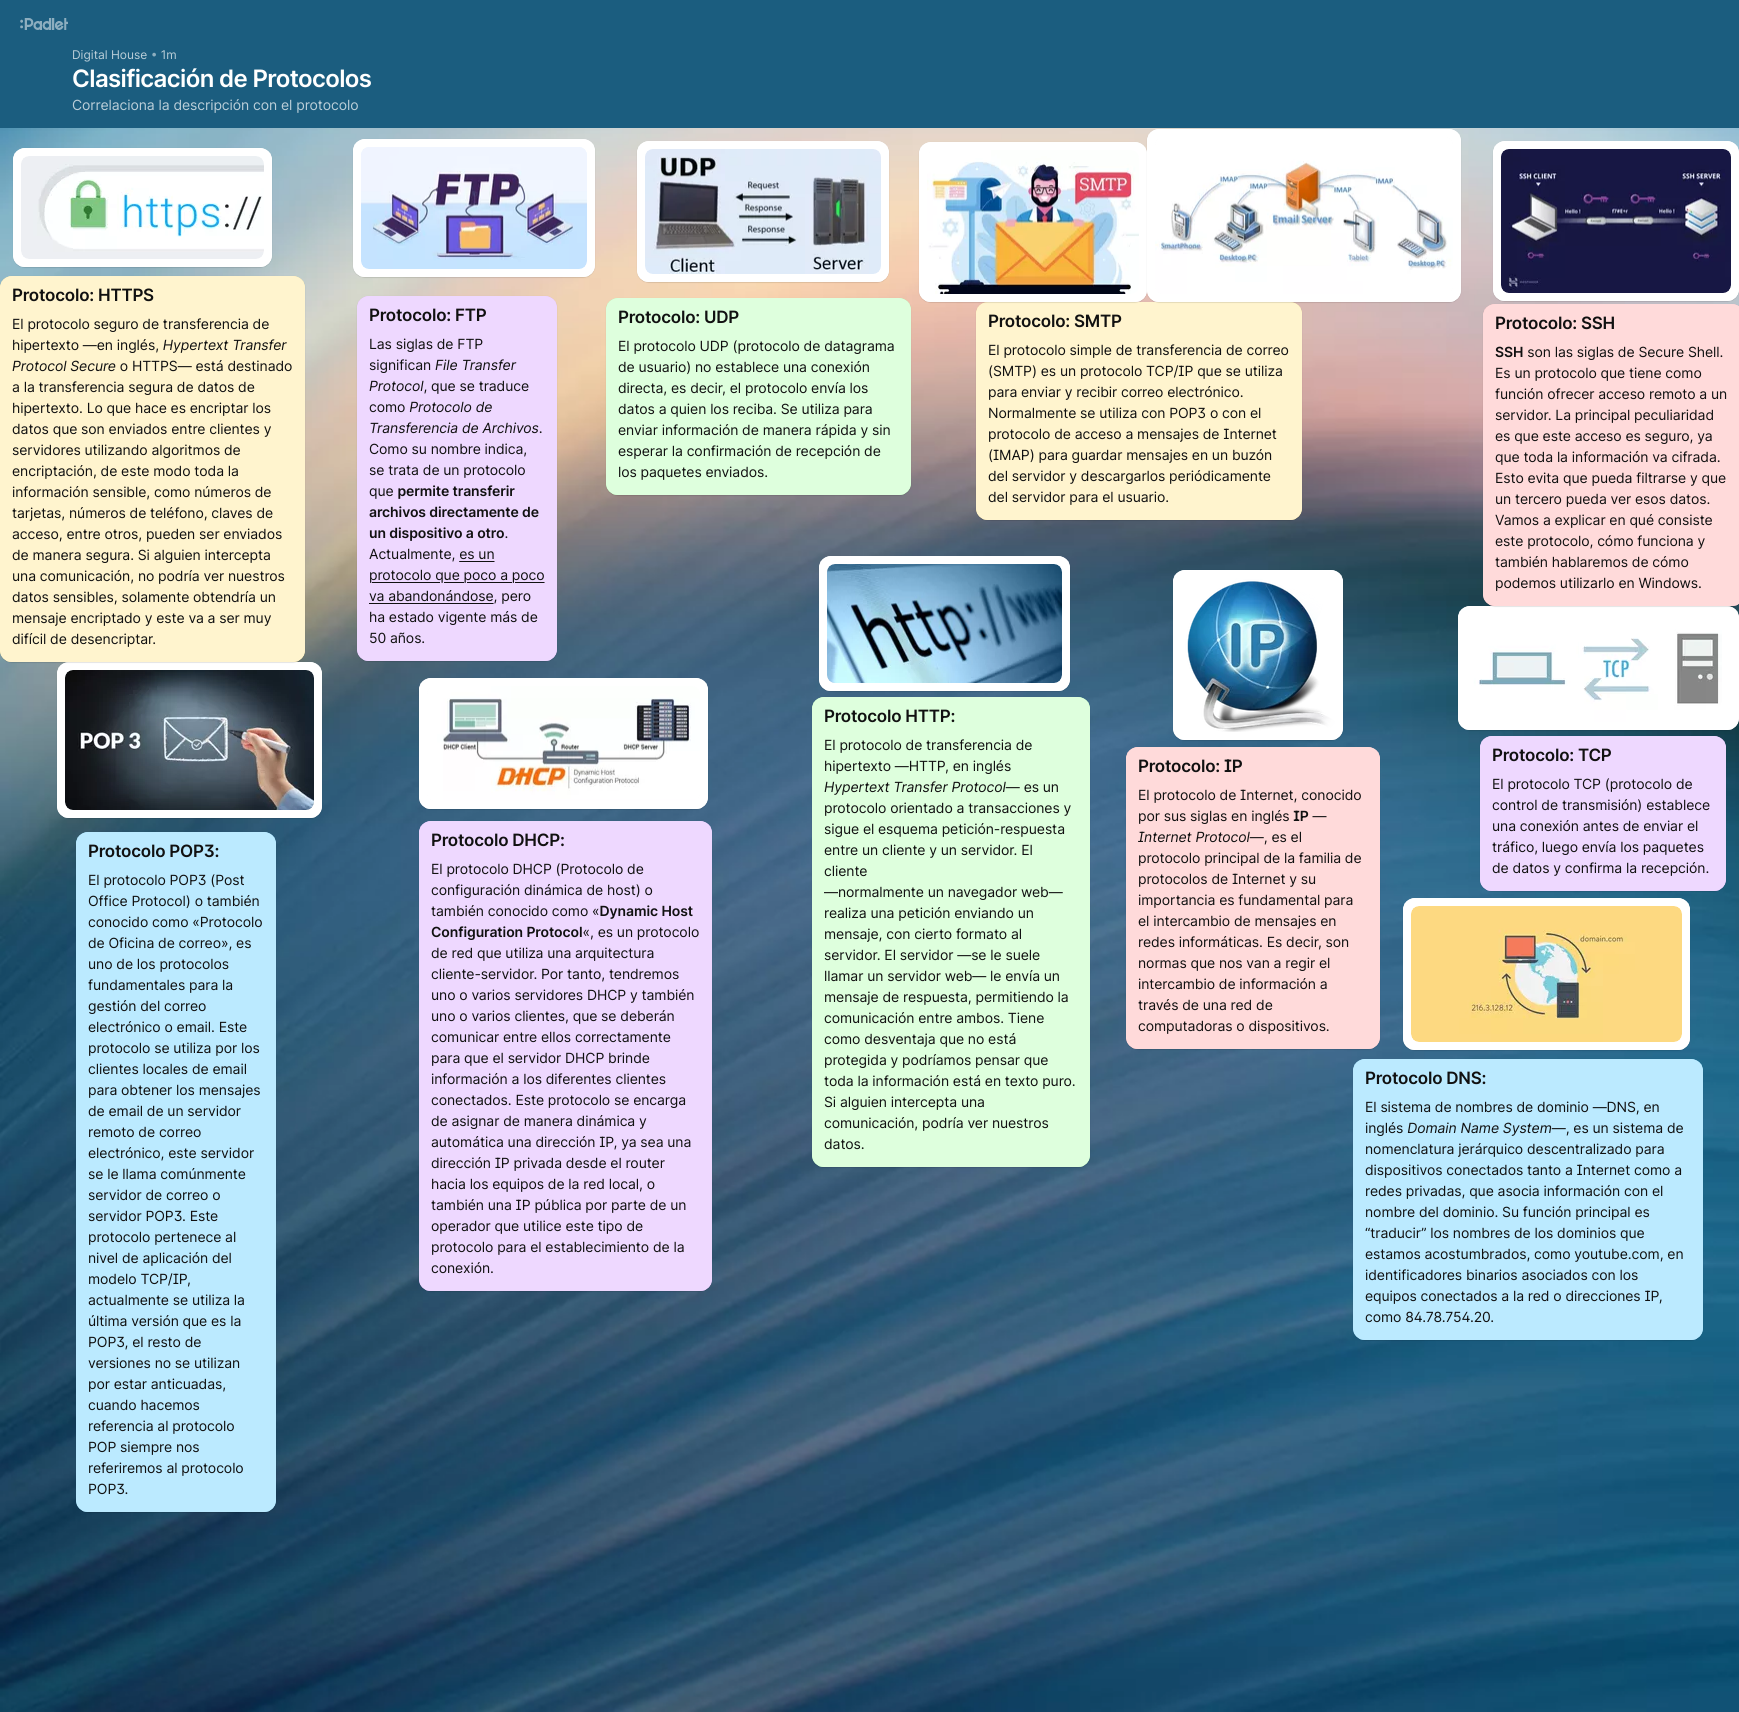 :Padlet
Digital House • 1m
Clasificación de Protocolos
Correlaciona la descripción con el protocolo
https://
Protocolo: HTTPS
El protocolo seguro de transferencia de
hipertexto —en inglés, Hypertext Transfer
Protocol Secure o HTTPS— está destinado
a la transferencia segura de datos de
hipertexto. Lo que hace es encriptar los
datos que son enviados entre clientes y
servidores utilizando algoritmos de
encriptación, de este modo toda la
información sensible, como números de
tarjetas, números de teléfono, claves de
acceso, entre otros, pueden ser enviados
de manera segura. Si alguien intercepta
una comunicación, no podría ver nuestros
datos sensibles, solamente obtendría un
mensaje encriptado y este va a ser muy
difícil de desencriptar.
FTP
Protocolo: FTP
Las siglas de FTP
significan File Transfer
Protocol, que se traduce
como Protocolo de
Transferencia de Archivos.
Como su nombre indica,
se trata de un protocolo
que permite transferir
archivos directamente de
un dispositivo a otro.
Actualmente, es un
protocolo que poco a poco
va abandonándose, pero
ha estado vigente más de
50 años.
UDP
Request
Response
Response
Client
Server
Protocolo: UDP
El protocolo UDP (protocolo de datagrama
de usuario) no establece una conexión
directa, es decir, el protocolo envía los
datos a quien los reciba. Se utiliza para
enviar información de manera rápida y sin
esperar la confirmación de recepción de
los paquetes enviados.
SMTP
IMAP
IMAP
IMAP
IMAP
Email Server
SmartPhone
Desktop PC
Tablet
Desktop PC
Protocolo: SMTP
El protocolo simple de transferencia de correo
(SMTP) es un protocolo TCP/IP que se utiliza
para enviar y recibir correo electrónico.
Normalmente se utiliza con POP3 o con el
protocolo de acceso a mensajes de Internet
(IMAP) para guardar mensajes en un buzón
del servidor y descargarlos periódicamente
del servidor para el usuario.
SSH CLIENT
SSH SERVER
Hello !
Hello !
Protocolo: SSH
SSH son las siglas de Secure Shell.
Es un protocolo que tiene como
función ofrecer acceso remoto a un
servidor. La principal peculiaridad
es que este acceso es seguro, ya
que toda la información va cifrada.
Esto evita que pueda filtrarse y que
un tercero pueda ver esos datos.
Vamos a explicar en qué consiste
este protocolo, cómo funciona y
también hablaremos de cómo
podemos utilizarlo en Windows.
POP 3
Protocolo POP3:
El protocolo POP3 (Post
Office Protocol) o también
conocido como «Protocolo
de Oficina de correo», es
uno de los protocolos
fundamentales para la
gestión del correo
electrónico o email. Este
protocolo se utiliza por los
clientes locales de email
para obtener los mensajes
de email de un servidor
remoto de correo
electrónico, este servidor
se le llama comúnmente
servidor de correo o
servidor POP3. Este
protocolo pertenece al
nivel de aplicación del
modelo TCP/IP,
actualmente se utiliza la
última versión que es la
POP3, el resto de
versiones no se utilizan
por estar anticuadas,
cuando hacemos
referencia al protocolo
POP siempre nos
referiremos al protocolo
POP3.
DHCP Client
Router
DHCP Server
DHCP
Dynamic Host
Configuration Protocol
Protocolo DHCP:
El protocolo DHCP (Protocolo de
configuración dinámica de host) o
también conocido como «Dynamic Host
Configuration Protocol«, es un protocolo
de red que utiliza una arquitectura
cliente-servidor. Por tanto, tendremos
uno o varios servidores DHCP y también
uno o varios clientes, que se deberán
comunicar entre ellos correctamente
para que el servidor DHCP brinde
información a los diferentes clientes
conectados. Este protocolo se encarga
de asignar de manera dinámica y
automática una dirección IP, ya sea una
dirección IP privada desde el router
hacia los equipos de la red local, o
también una IP pública por parte de un
operador que utilice este tipo de
protocolo para el establecimiento de la
conexión.
http://www
Protocolo HTTP:
El protocolo de transferencia de
hipertexto —HTTP, en inglés
Hypertext Transfer Protocol— es un
protocolo orientado a transacciones y
sigue el esquema petición-respuesta
entre un cliente y un servidor. El
cliente
—normalmente un navegador web—
realiza una petición enviando un
mensaje, con cierto formato al
servidor. El servidor —se le suele
llamar un servidor web— le envía un
mensaje de respuesta, permitiendo la
comunicación entre ambos. Tiene
como desventaja que no está
protegida y podríamos pensar que
toda la información está en texto puro.
Si alguien intercepta una
comunicación, podría ver nuestros
datos.
IP
Protocolo: IP
El protocolo de Internet, conocido
por sus siglas en inglés IP —
Internet Protocol—, es el
protocolo principal de la familia de
protocolos de Internet y su
importancia es fundamental para
el intercambio de mensajes en
redes informáticas. Es decir, son
normas que nos van a regir el
intercambio de información a
través de una red de
computadoras o dispositivos.
TCP
Protocolo: TCP
El protocolo TCP (protocolo de
control de transmisión) establece
una conexión antes de enviar el
tráfico, luego envía los paquetes
de datos y confirma la recepción.
domain.com
216.3.128.12
Protocolo DNS:
El sistema de nombres de dominio —DNS, en
inglés Domain Name System—, es un sistema de
nomenclatura jerárquico descentralizado para
dispositivos conectados tanto a Internet como a
redes privadas, que asocia información con el
nombre del dominio. Su función principal es
“traducir” los nombres de los dominios que
estamos acostumbrados, como youtube.com, en
identificadores binarios asociados con los
equipos conectados a la red o direcciones IP,
como 84.78.754.20.